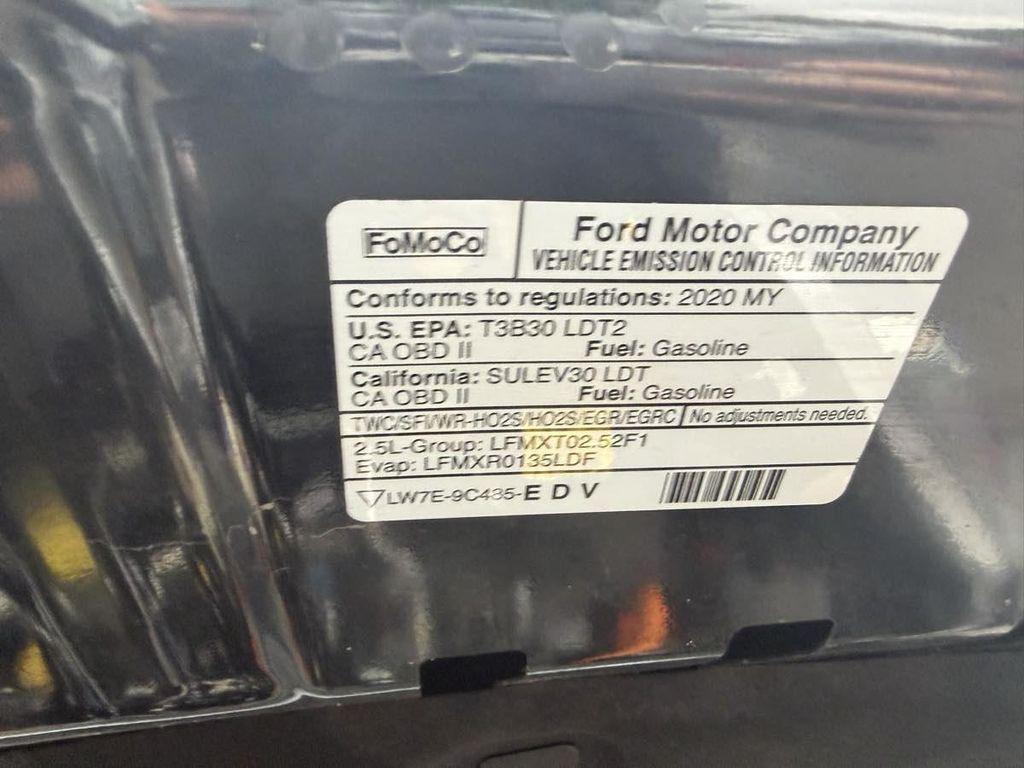 FoMoCo
Ford Motor Company
VEHICLE EMISSION CONTROL INFORMATION
Conforms to regulations: 2020 MY
U.S. EPA: T3B30 LDT2
CA OBD II Fuel: Gasoline
California: SULEV30 LDT
CA OBD II Fuel: Gasoline
TWC/SFI/WR-HO2S/HO2S/EGR/EGRC No adjustments needed.
2.5L-Group: LFMXT02.52F1
Evap: LFMXR0135LDF
LW7E-9C485-E D V